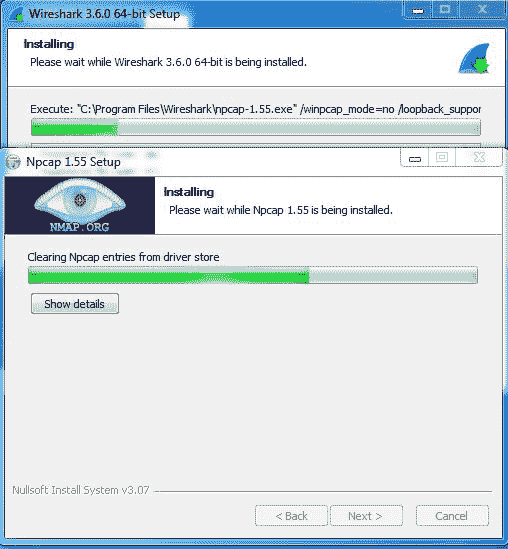 Wireshark 3.6.0 64-bit Setup
Installing
Please wait while Wireshark 3.6.0 64-bit is being installed.
Execute: "C:\Program Files\Wireshark\npcap-1.55.exe" /winpcap_mode=no /loopback_suppor
Npcap 1.55 Setup
NMAP.ORG
Installing
Please wait while Npcap 1.55 is being installed.
Clearing Npcap entries from driver store
Show details
Nullsoft Install System v3.07
< Back
Next >
Cancel